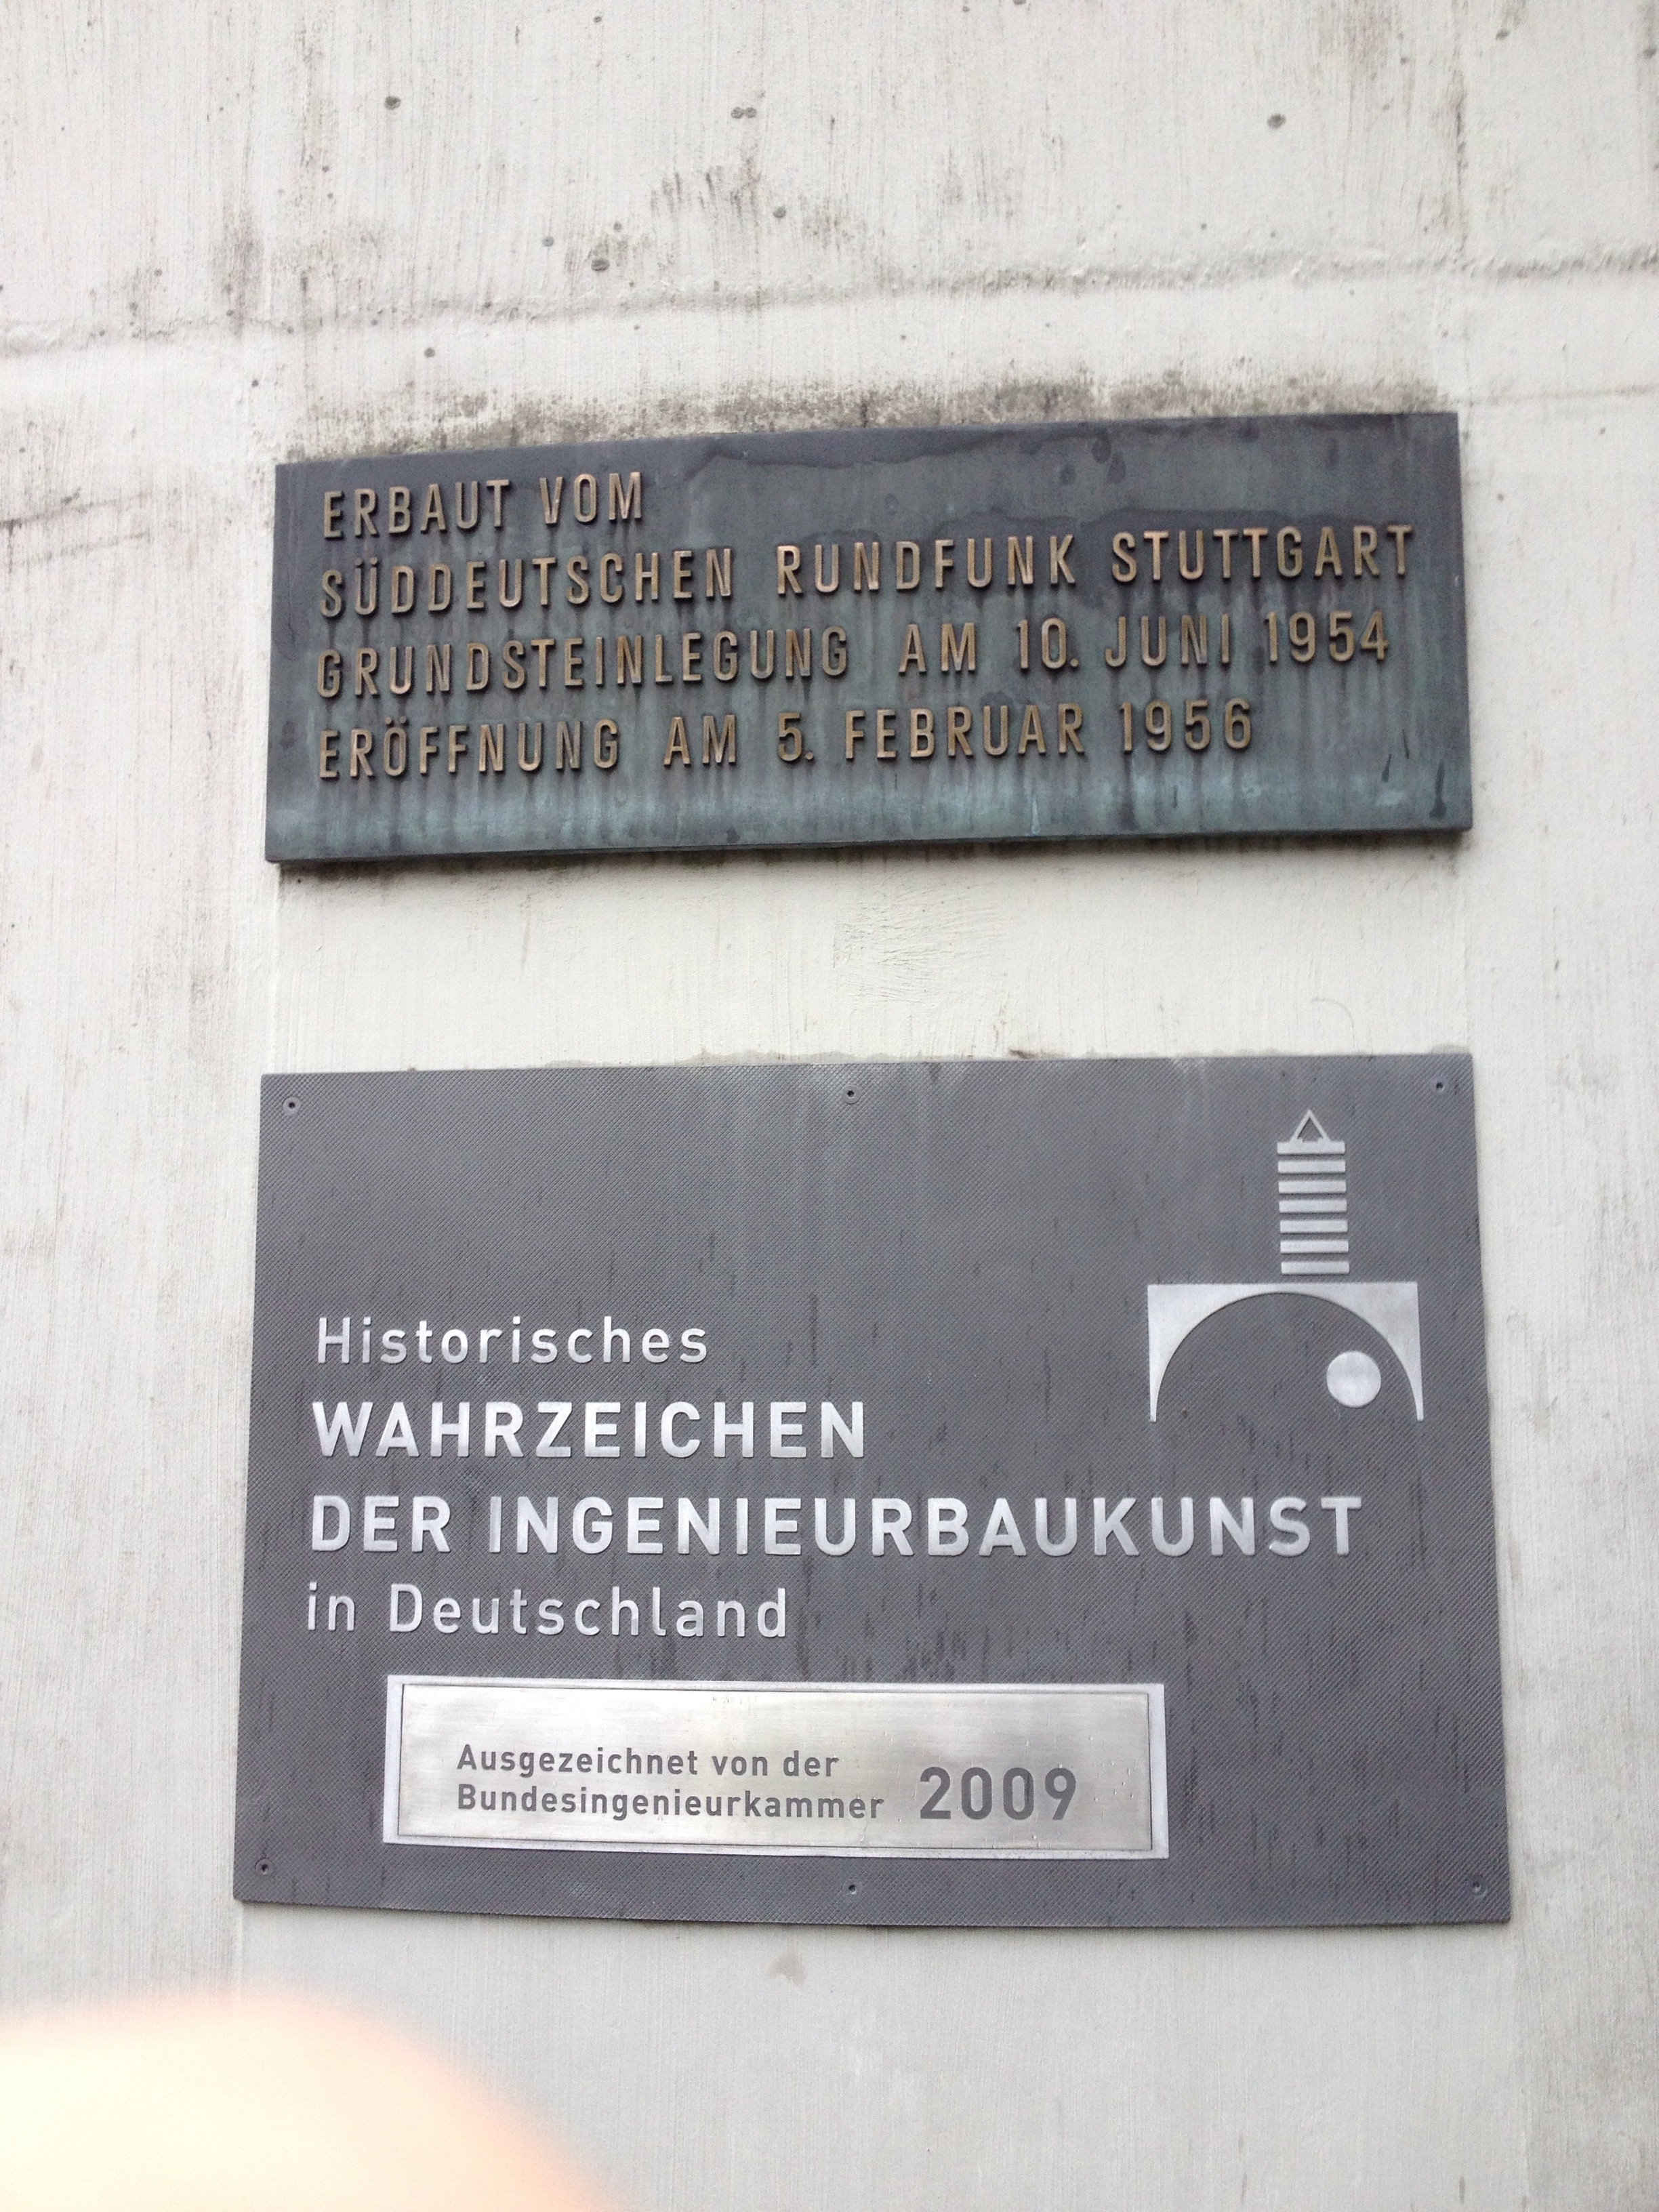 ERBAUT VOM
SÜDDEUTSCHEN RUNDFUNK STUTTGART
GRUNDSTEINLEGUNG AM 10. JUNI 1954
ERÖFFNUNG AM 5. FEBRUAR 1956
Historisches
WAHRZEICHEN
DER INGENIEURBAUKUNST
in Deutschland
Ausgezeichnet von der
Bundesingenieurkammer 2009